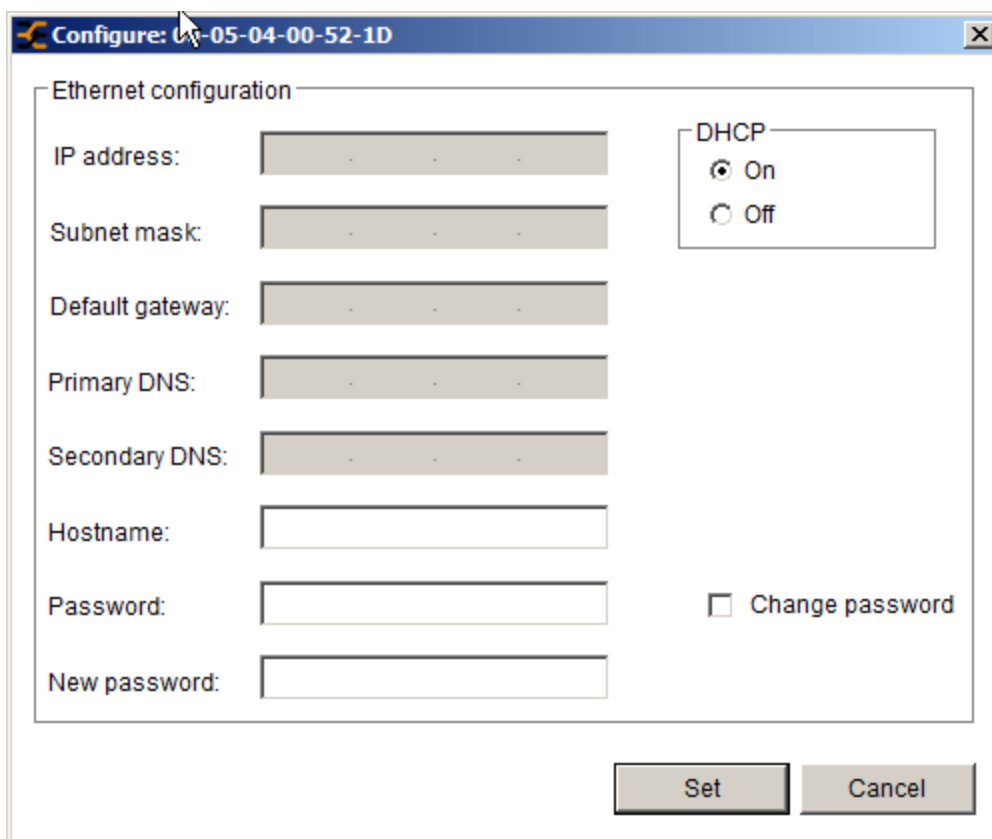 Configure: 0 -05-04-00-52-1D
Ethernet configuration
IP address:
DHCP
On
Subnet mask:
Off
Default gateway:
Primary DNS:
Secondary DNS:
Hostname:
Password:
Change password
New password:
Set
Cancel